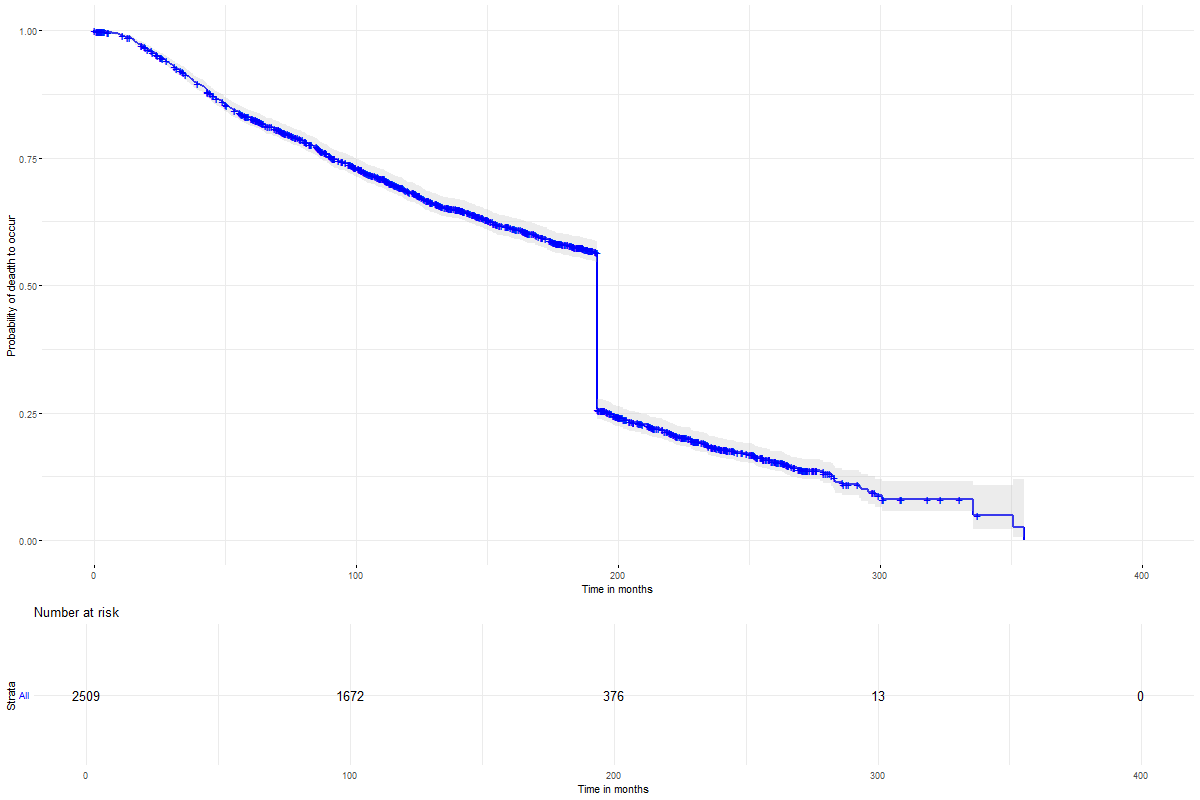 Probability of deadth to occur
1.00
0.75
0.50
0.25
0.00
0 100 200 300 400
Time in months
Number at risk
Strata
All 2509 1672 376 13 0
0 100 200 300 400
Time in months